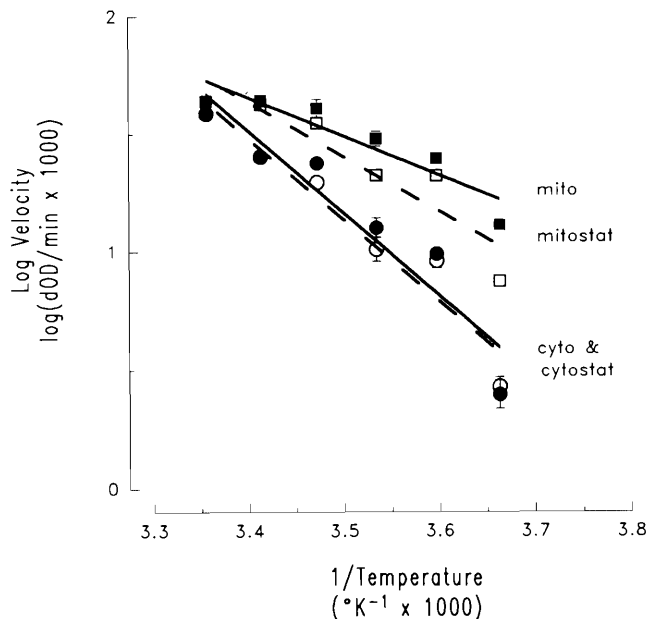 2
1
0
Log Velocity
log(dOD/min x 1000)
mito
mitostat
cyto &
cytostat
3.3 3.4 3.5 3.6 3.7 3.8
1/Temperature
(°K⁻¹ x 1000)